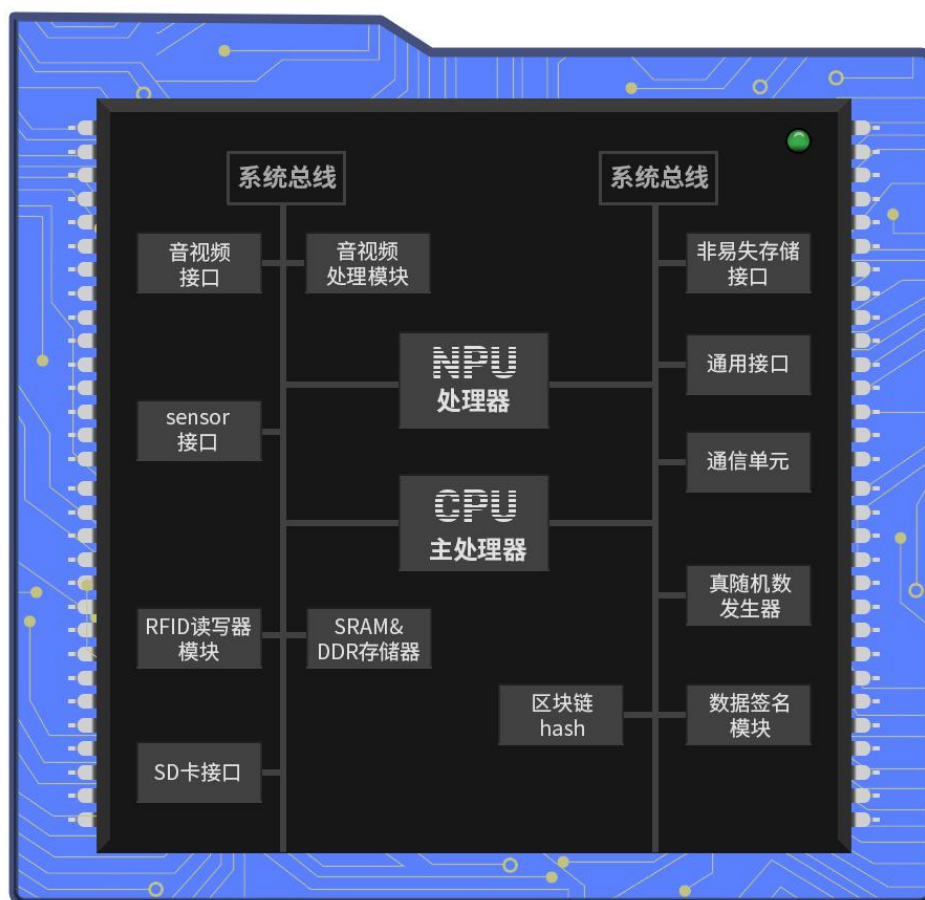 系统总线
系统总线
音视频
接口
音视频
处理模块
非易失存储
接口
NPU
处理器
通用接口
sensor
接口
通信单元
CPU
主处理器
真随机数
发生器
RFID读写器
模块
SRAM&
DDR存储器
区块链
hash
数据签名
模块
SD卡接口